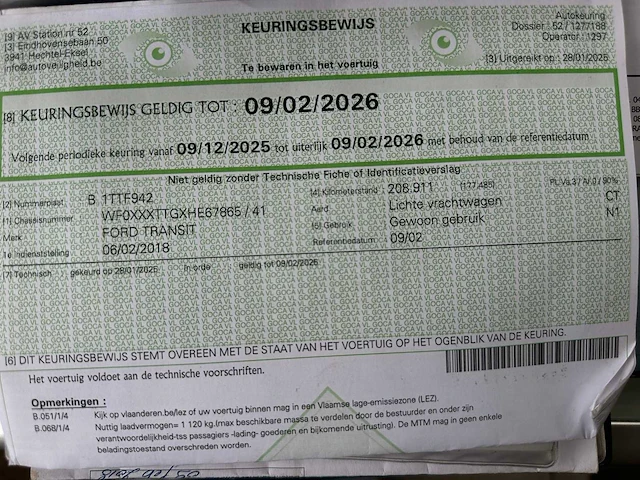 [9] AV Station nr 52
[3] Eindhovensebaan 50
3941 Hechtel-Eksel
info@autoveiligheid.be
KEURINGSBEWIJS
Te bewaren in het voertuig
Autokeuring
Dossier : 52 / 1277188
Operator : 1297
[3] Uitgereikt op : 28/01/2025
[8] KEURINGSBEWIJS GELDIG TOT : 09/02/2026
Volgende periodieke keuring vanaf 09/12/2025 tot uiterlijk 09/02/2026 met behoud van de referentiedatum
Niet geldig zonder Technische Fiche of Identificatieverslag
[2] Nummerplaat B 1TTF942
[1] Chassisnummer WF0XXXTTGXHE67865 / 41
Merk FORD TRANSIT
1e Indienststelling 06/02/2018
[4] Kilometerstand : 208.911 (177.485)
Aard Lichte vrachtwagen
[5] Gebruik Gewoon gebruik
Referentiedatum 09/02
CT
N1
[7] Technisch gekeurd op 28/01/2025 In orde geldig tot 09/02/2026
[6] DIT KEURINGSBEWIJS STEMT OVEREEN MET DE STAAT VAN HET VOERTUIG OP HET OGENBLIK VAN DE KEURING.
Het voertuig voldoet aan de technische voorschriften.
Opmerkingen :
B.051/1/4 Kijk op vlaanderen.be/lez of uw voertuig binnen mag in een Vlaamse lage-emissiezone (LEZ).
B.068/1/4 Nuttig laadvermogen= 1 120 kg.(max beschikbare massa te verdelen door de bestuurder en onder zijn
verantwoordelijkheid-tss passagiers -lading- goederen en bijkomende uitrusting). De MTM mag in geen enkele
beladingstoestand overschreden worden.